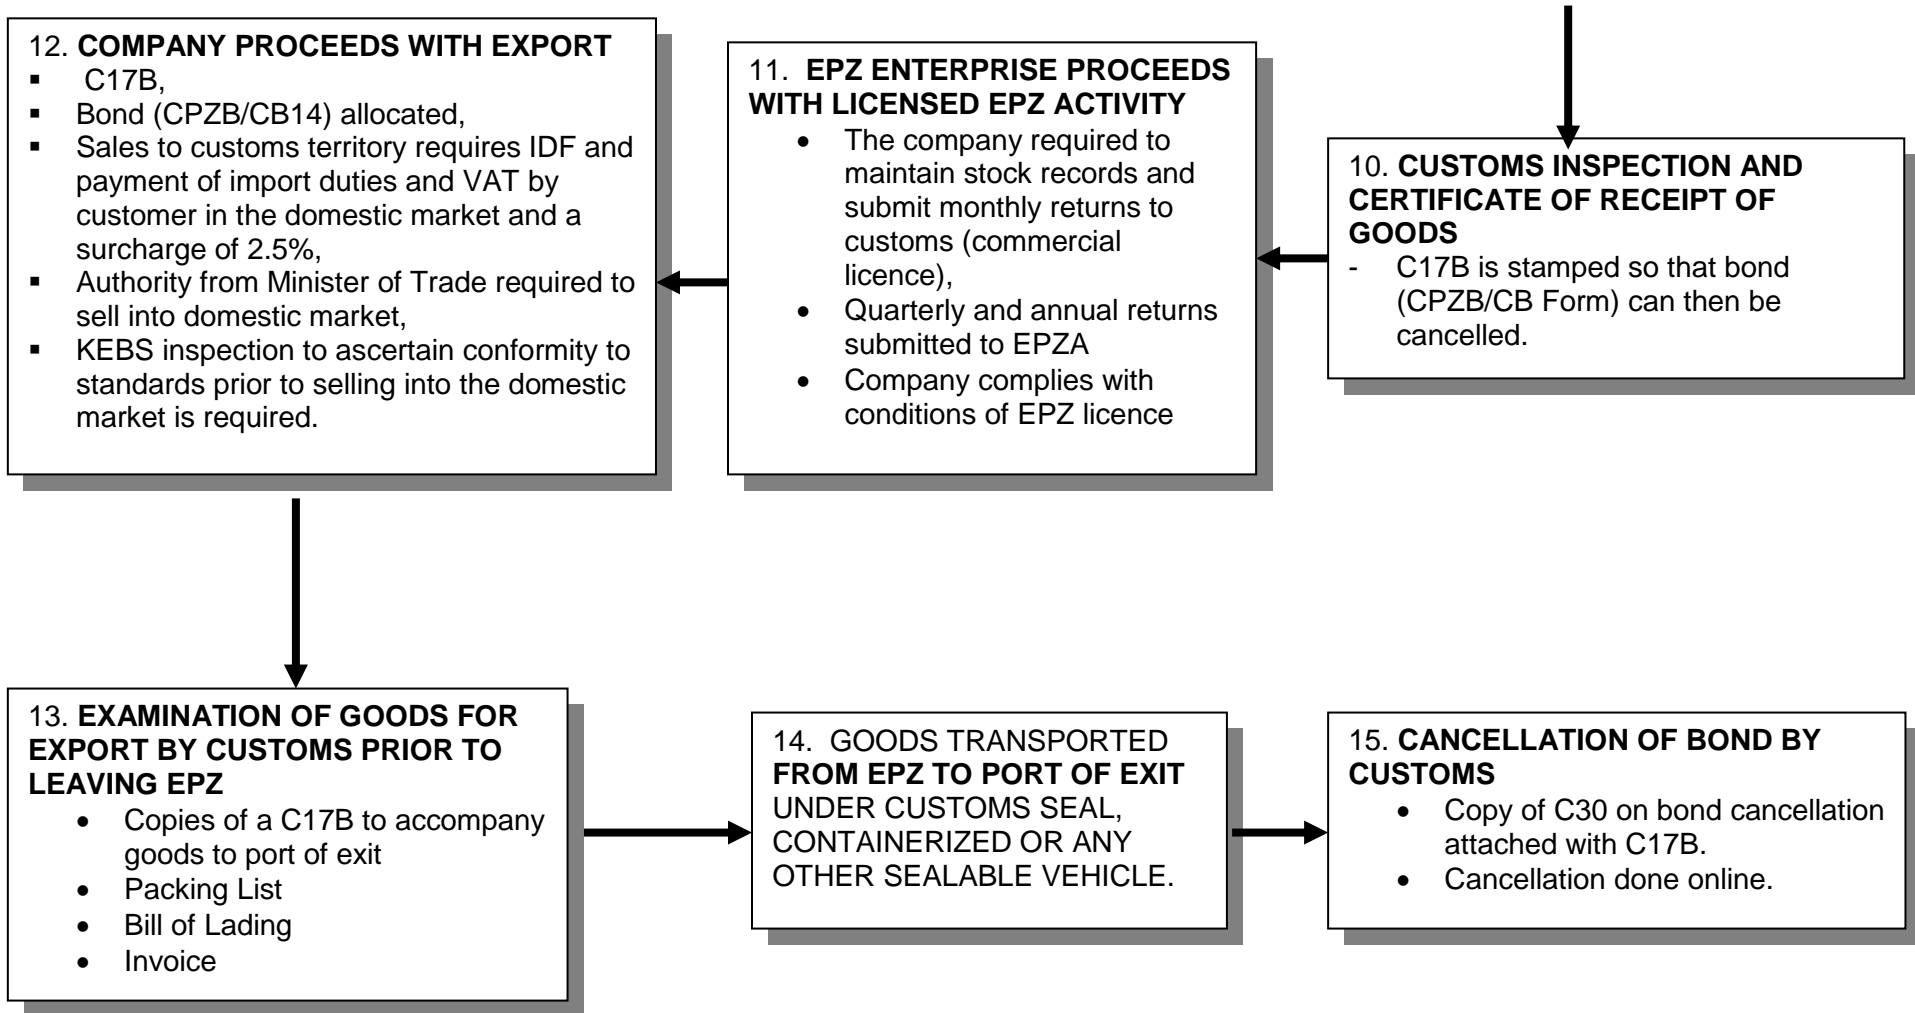 12. COMPANY PROCEEDS WITH EXPORT
▪ C17B,
▪ Bond (CPZB/CB14) allocated,
▪ Sales to customs territory requires IDF and
payment of import duties and VAT by
customer in the domestic market and a
surcharge of 2.5%,
▪ Authority from Minister of Trade required to
sell into domestic market,
▪ KEBS inspection to ascertain conformity to
standards prior to selling into the domestic
market is required.
11. EPZ ENTERPRISE PROCEEDS
WITH LICENSED EPZ ACTIVITY
• The company required to
maintain stock records and
submit monthly returns to
customs (commercial
licence),
• Quarterly and annual returns
submitted to EPZA
• Company complies with
conditions of EPZ licence
10. CUSTOMS INSPECTION AND
CERTIFICATE OF RECEIPT OF
GOODS
- C17B is stamped so that bond
(CPZB/CB Form) can then be
cancelled.
13. EXAMINATION OF GOODS FOR
EXPORT BY CUSTOMS PRIOR TO
LEAVING EPZ
• Copies of a C17B to accompany
goods to port of exit
• Packing List
• Bill of Lading
• Invoice
14. GOODS TRANSPORTED
FROM EPZ TO PORT OF EXIT
UNDER CUSTOMS SEAL,
CONTAINERIZED OR ANY
OTHER SEALABLE VEHICLE.
15. CANCELLATION OF BOND BY
CUSTOMS
• Copy of C30 on bond cancellation
attached with C17B.
• Cancellation done online.